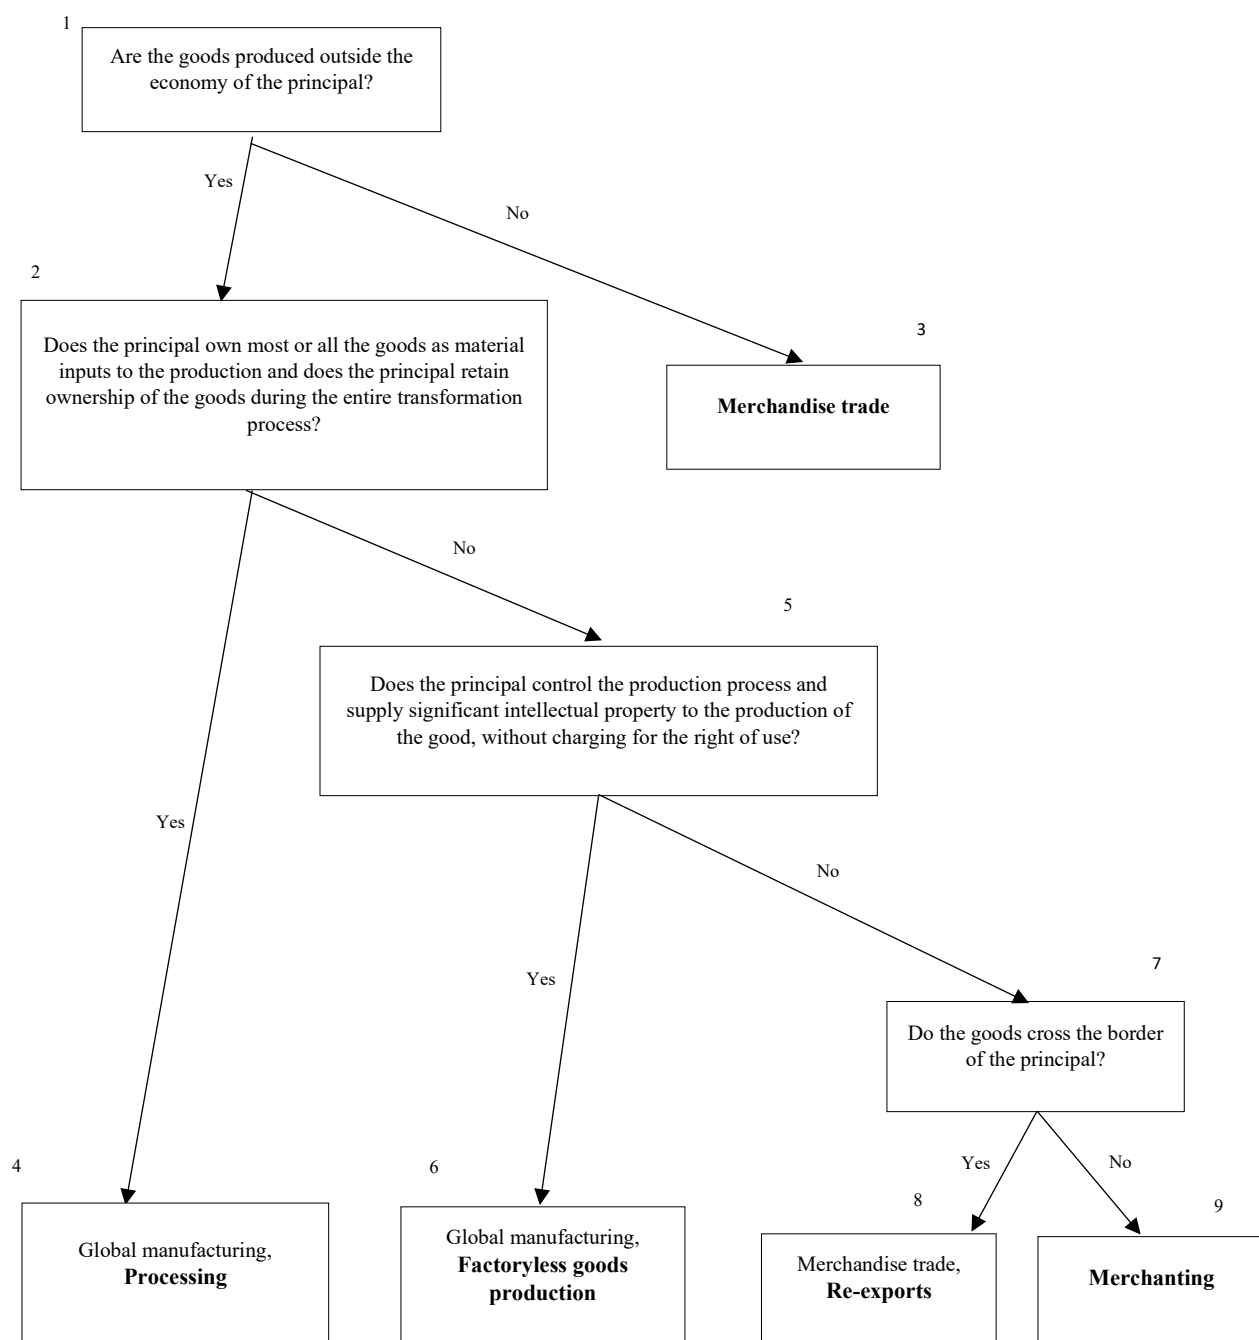 1
Are the goods produced outside the
economy of the principal?
Yes
No
2
Does the principal own most or all the goods as material
inputs to the production and does the principal retain
ownership of the goods during the entire transformation
process?
3
Merchandise trade
No
5
Does the principal control the production process and
supply significant intellectual property to the production of
the good, without charging for the right of use?
Yes
No
Yes
7
Do the goods cross the border
of the principal?
Yes
No
4
Global manufacturing,
Processing
6
Global manufacturing,
Factoryless goods
production
8
Merchandise trade,
Re-exports
9
Merchanting